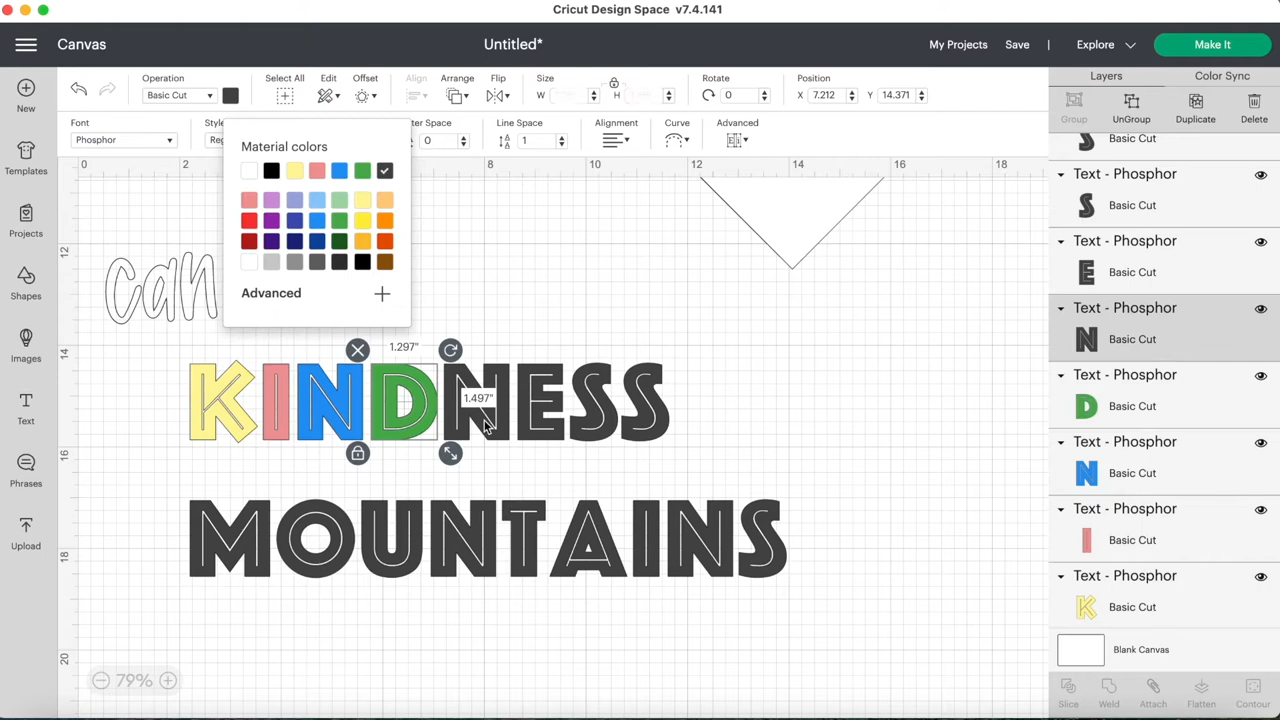 Cricut Design Space v7.4.141
Canvas
Untitled*
My Projects
Save
Explore
Make It
New
Templates
Projects
Shapes
Images
Text
Phrases
Upload
Operation
Basic Cut
Select All
Edit
Offset
Align
Arrange
Flip
Size
W
H
Rotate
0
Position
X 7.212
Y 14.371
Font
Phosphor
0
Line Space
1
Alignment
Curve
Advanced
0 2 8 10 12 14 16 18
12
14
16
18
20
Material colors
Advanced
can
1.297"
1.497"
KINDNESS
MOUNTAINS
79%
Layers
Color Sync
Group
UnGroup
Duplicate
Delete
S Basic Cut
Text - Phosphor
S Basic Cut
Text - Phosphor
E Basic Cut
Text - Phosphor
N Basic Cut
Text - Phosphor
D Basic Cut
Text - Phosphor
N Basic Cut
Text - Phosphor
I Basic Cut
Text - Phosphor
K Basic Cut
Blank Canvas
Slice
Weld
Attach
Flatten
Contour